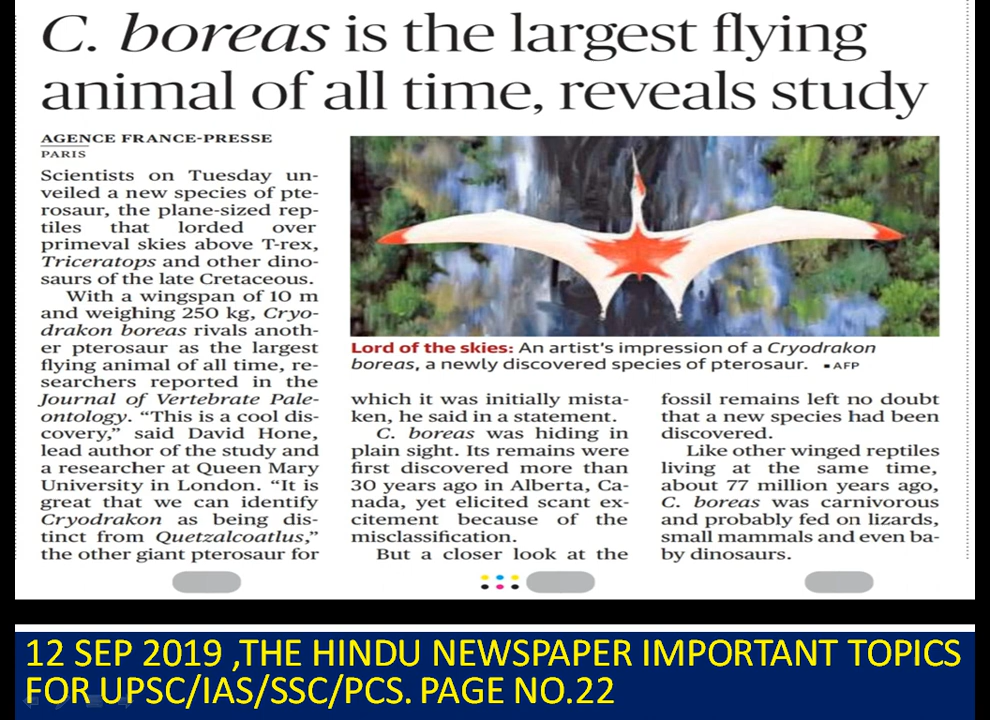 C. boreas is the largest flying
animal of all time, reveals study
AGENCE FRANCE-PRESSE
PARIS
Scientists on Tuesday un-
veiled a new species of pte-
rosaur, the plane-sized rep-
tiles that lorded over
primeval skies above T-rex,
Triceratops and other dino-
saurs of the late Cretaceous.
With a wingspan of 10 m
and weighing 250 kg, Cryo-
drakon boreas rivals anoth-
er pterosaur as the largest
flying animal of all time, re-
searchers reported in the
Journal of Vertebrate Pale-
ontology. “This is a cool dis-
covery,” said David Hone,
lead author of the study and
a researcher at Queen Mary
University in London. “It is
great that we can identify
Cryodrakon as being dis-
tinct from Quetzalcoatlus,”
the other giant pterosaur for
Lord of the skies: An artist’s impression of a Cryodrakon
boreas, a newly discovered species of pterosaur. ▪AFP
which it was initially mista-
ken, he said in a statement.
C. boreas was hiding in
plain sight. Its remains were
first discovered more than
30 years ago in Alberta, Ca-
nada, yet elicited scant ex-
citement because of the
misclassification.
But a closer look at the
fossil remains left no doubt
that a new species had been
discovered.
Like other winged reptiles
living at the same time,
about 77 million years ago,
C. boreas was carnivorous
and probably fed on lizards,
small mammals and even ba-
by dinosaurs.
12 SEP 2019 ,THE HINDU NEWSPAPER IMPORTANT TOPICS
FOR UPSC/IAS/SSC/PCS. PAGE NO.22